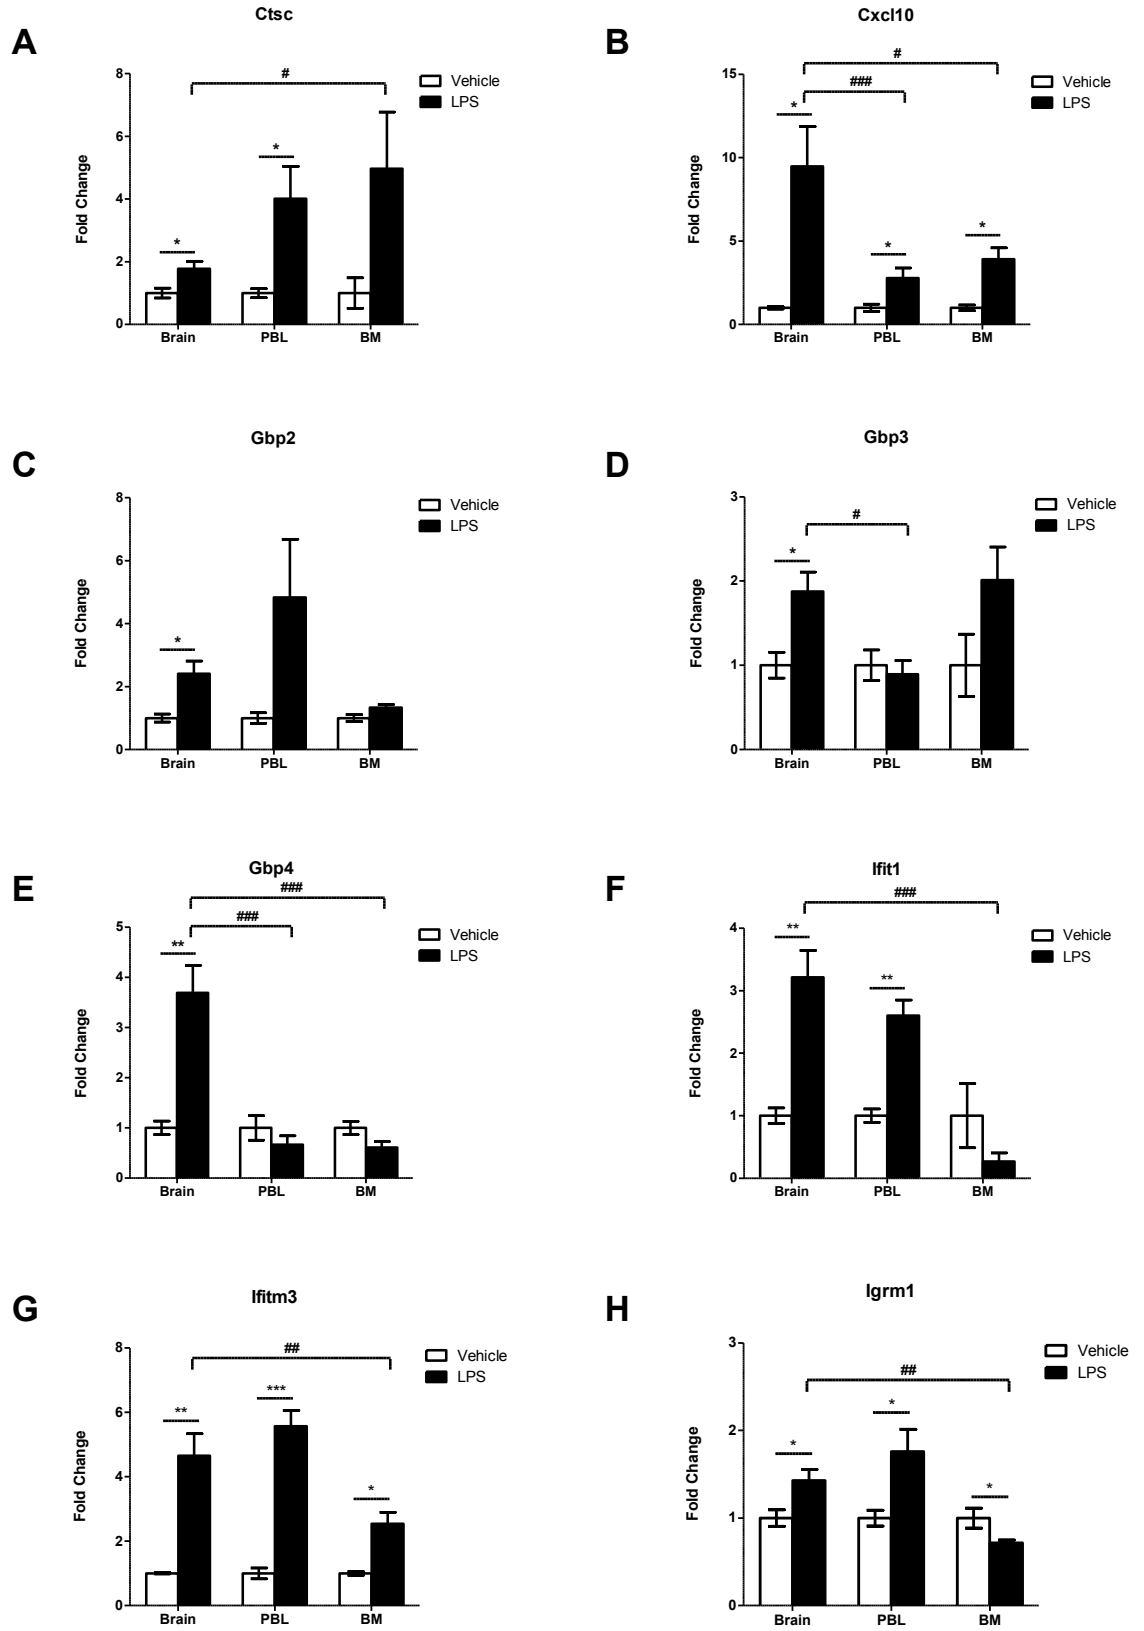 Ctsc
A
8
6
4
2
0
Fold Change
*
*
#
Brain
PBL
BM
Vehicle
LPS
Cxcl10
B
15
10
5
0
Fold Change
*
*
*
###
#
Brain
PBL
BM
Vehicle
LPS
Gbp2
C
8
6
4
2
0
Fold Change
*
Brain
PBL
BM
Vehicle
LPS
Gbp3
D
3
2
1
0
Fold Change
*
#
Brain
PBL
BM
Vehicle
LPS
Gbp4
E
5
4
3
2
1
0
Fold Change
**
###
###
Brain
PBL
BM
Vehicle
LPS
Ifit1
F
4
3
2
1
0
Fold Change
**
**
###
Brain
PBL
BM
Vehicle
LPS
Ifitm3
G
8
6
4
2
0
Fold Change
**
***
*
##
Brain
PBL
BM
Vehicle
LPS
Igrm1
H
3
2
1
0
Fold Change
*
*
*
##
Brain
PBL
BM
Vehicle
LPS